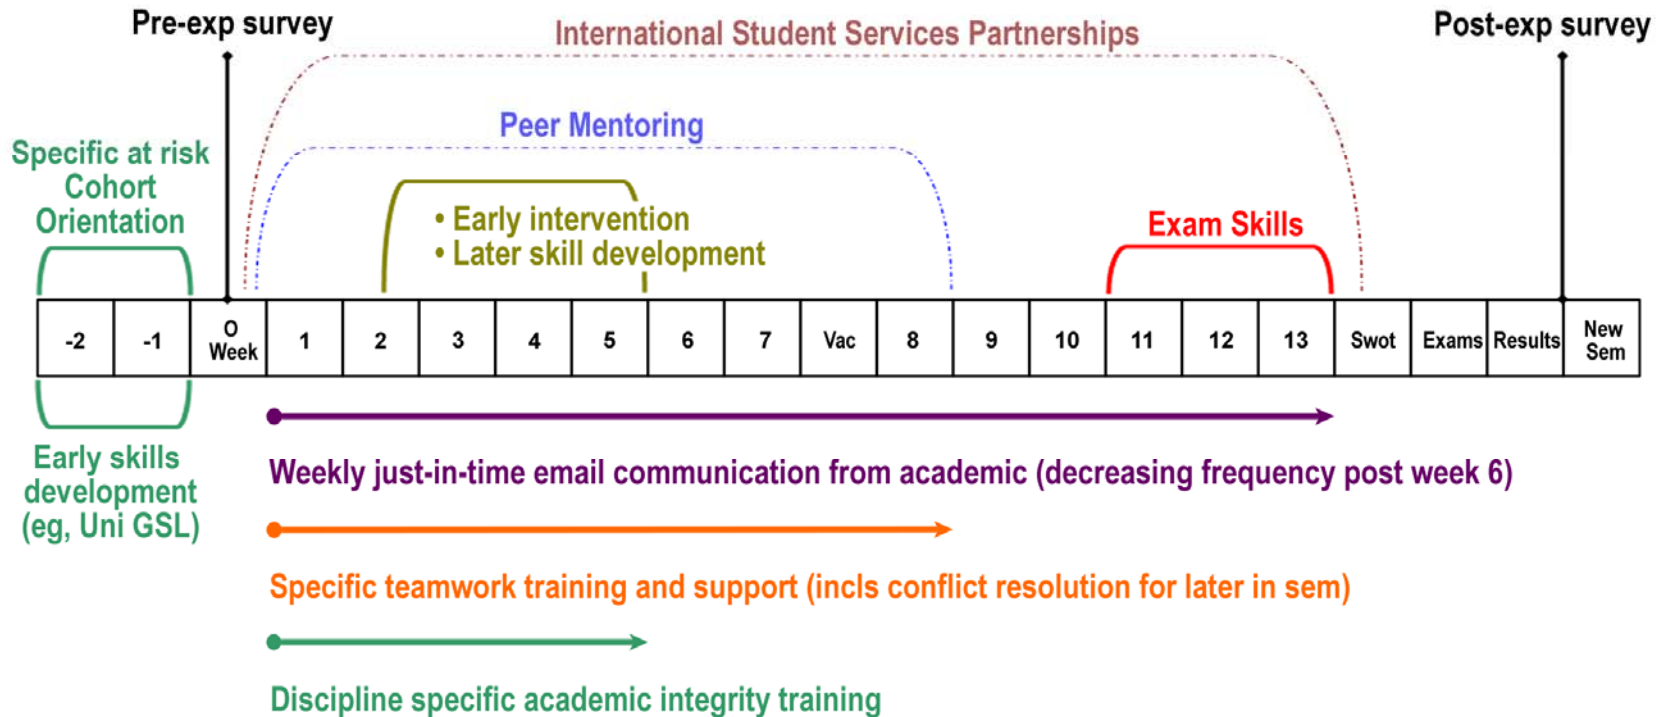 Pre-exp survey
International Student Services Partnerships
Post-exp survey
Peer Mentoring
Specific at risk
Cohort
Orientation
• Early intervention
• Later skill development
Exam Skills
-2
-1
O
Week
1
2
3
4
5
6
7
Vac
8
9
10
11
12
13
Swot
Exams
Results
New
Sem
Early skills
development
(eg, Uni GSL)
Weekly just-in-time email communication from academic (decreasing frequency post week 6)
Specific teamwork training and support (incls conflict resolution for later in sem)
Discipline specific academic integrity training